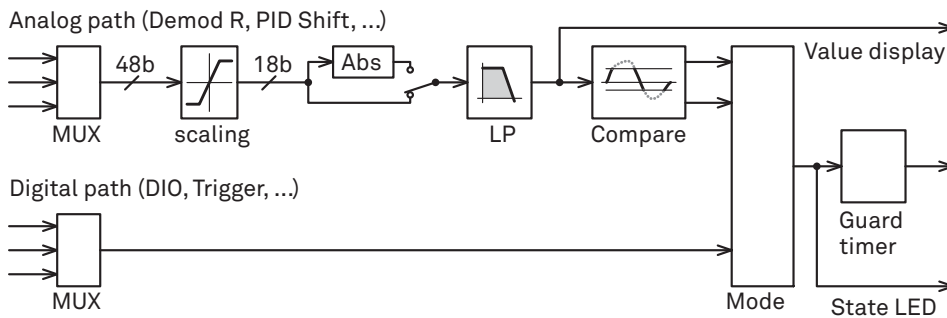 Analog path (Demod R, PID Shift, ...)
48b
18b
Abs
Value display
MUX
scaling
LP
Compare
Digital path (DIO, Trigger, ...)
Guard
timer
MUX
Mode
State LED